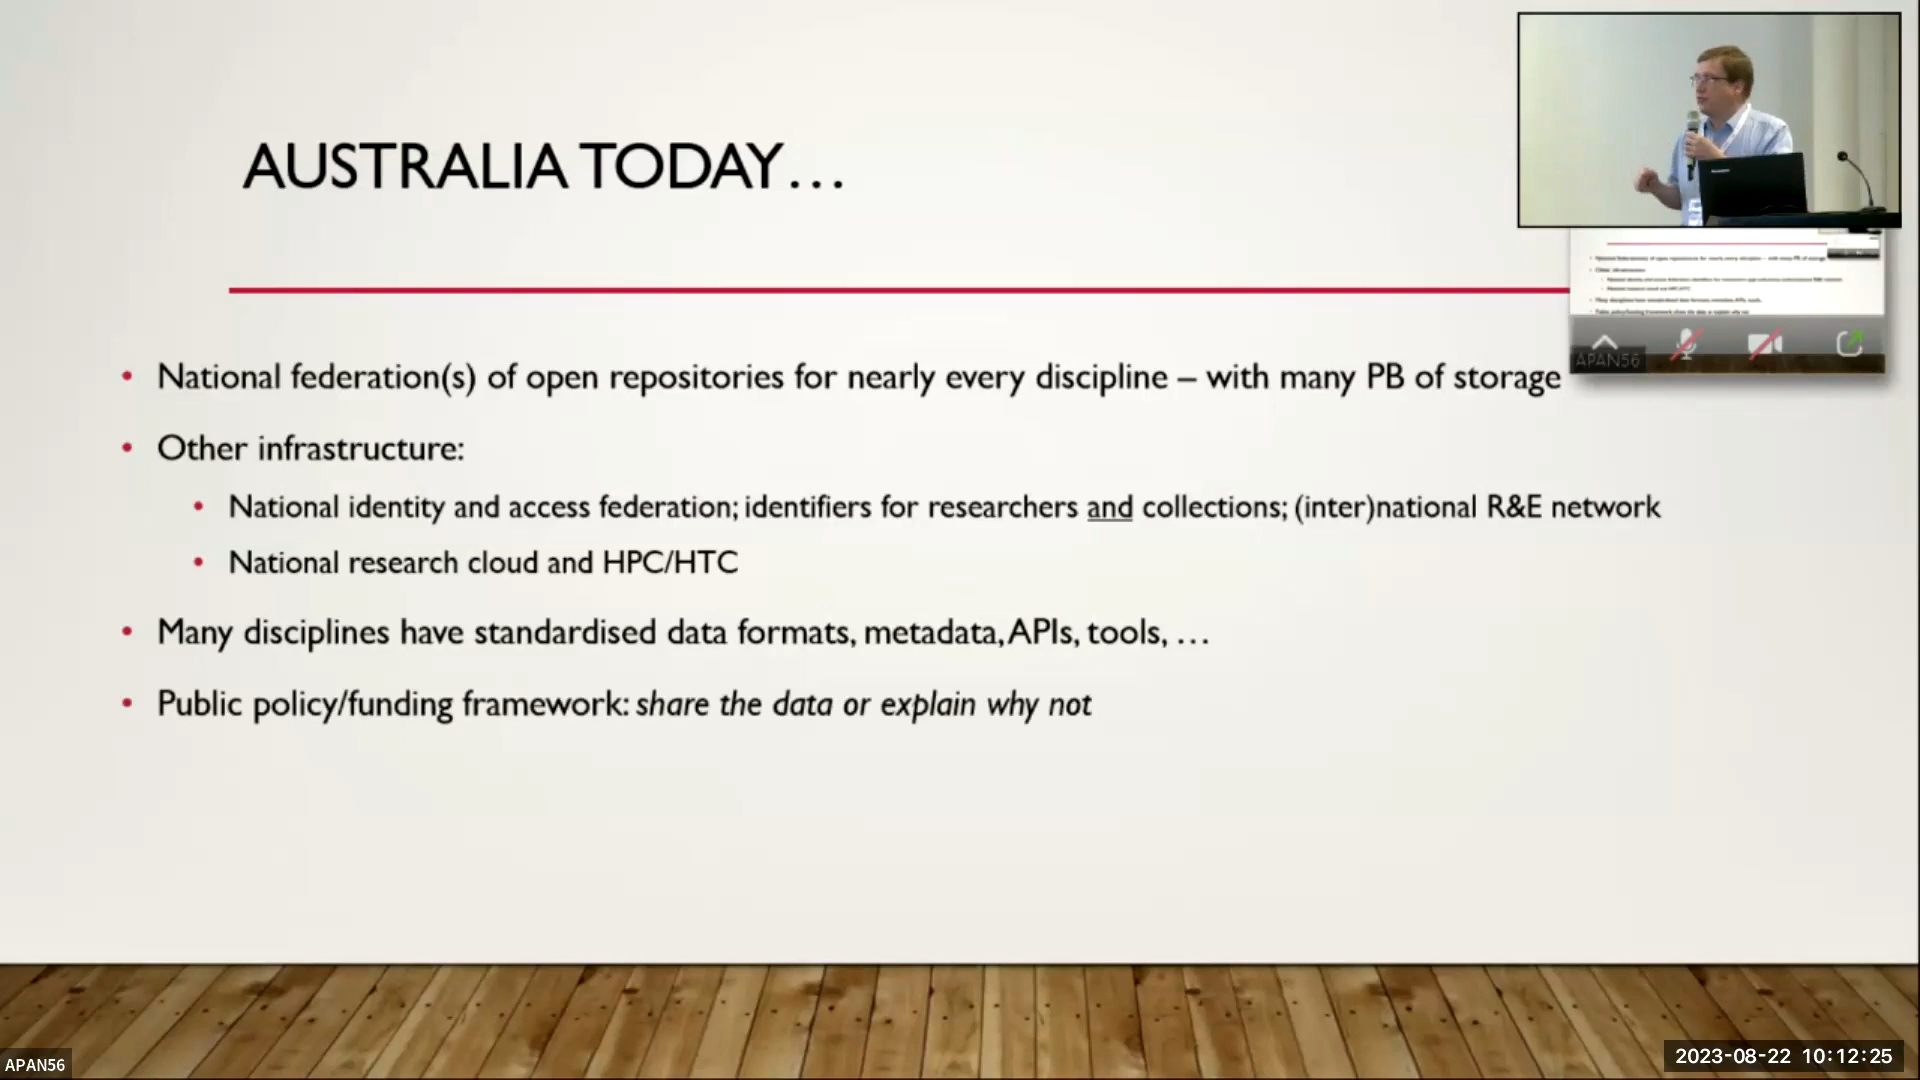 AUSTRALIA TODAY…
• National federation(s) of open repositories for nearly every discipline – with many PB of storage
• Other infrastructure:
• National identity and access federation; identifiers for researchers and collections; (inter)national R&E network
• National research cloud and HPC/HTC
• Many disciplines have standardised data formats, metadata, APIs, tools, …
• Public policy/funding framework: share the data or explain why not
APAN56
APAN56
2023-08-22 10:12:25